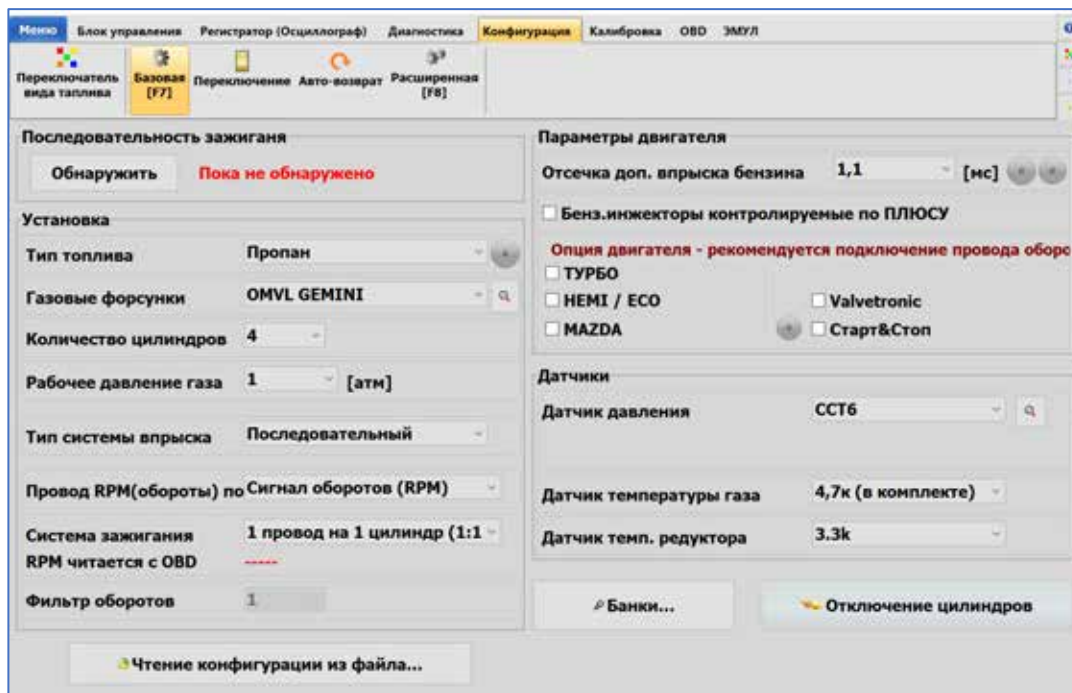 Меню Блок управления Регистратор (Осциллограф) Диагностика Конфигурация Калибровка OBD ЭМУЛ
Переключатель вида таплива
Базовая [F7]
Переключение
Авто-возврат
Расширенная [F8]
Последовательность зажиганя
Обнаружить Пока не обнаружено
Установка
Тип топлива Пропан
Газовые форсунки OMVL GEMINI
Количество цилиндров 4
Рабочее давление газа 1 [атм]
Тип системы впрыска Последовательный
Провод RPM(обороты) по Сигнал оборотов (RPM)
Система зажигания 1 провод на 1 цилиндр (1:1
RPM читается с OBD -----
Фильтр оборотов 1
Чтение конфигурации из файла...
Параметры двигателя
Отсечка доп. впрыска бензина 1,1 [мс]
Бенз.инжекторы контролируемые по ПЛЮСУ
Опция двигателя - рекомендуется подключение провода оборо
ТУРБО
HEMI / ECO Valvetronic
MAZDA Старт&Стоп
Датчики
Датчик давления CCT6
Датчик температуры газа 4,7к (в комплекте)
Датчик темп. редуктора 3.3k
Банки... Отключение цилиндров